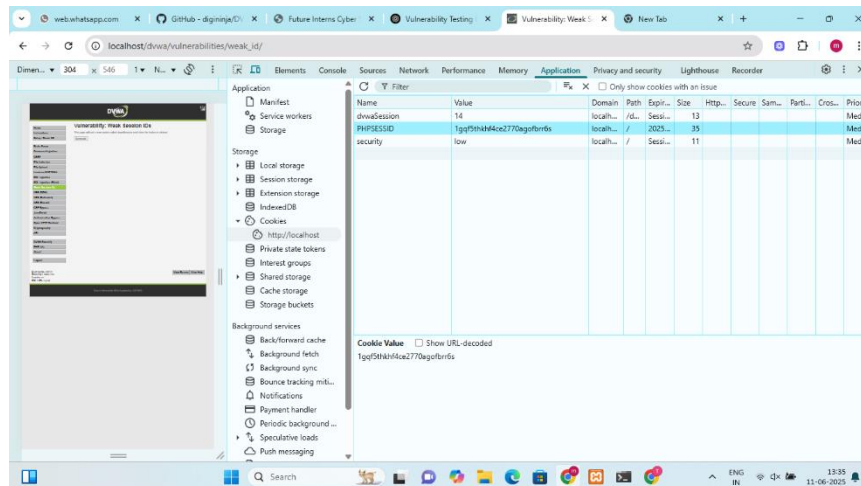 web.whatsapp.com
GitHub - digininja/D\
Future Interns Cyber
Vulnerability Testing
Vulnerability: Weak S
New Tab
localhost/dvwa/vulnerabilities/weak_id/
Dimen... 304 x 546 1 N...
Elements Console Sources Network Performance Memory Application Privacy and security Lighthouse Recorder
Application
Manifest
Service workers
Storage
Storage
Local storage
Session storage
Extension storage
IndexedDB
Cookies
http://localhost
Private state tokens
Interest groups
Shared storage
Cache storage
Storage buckets
Background services
Back/forward cache
Background fetch
Background sync
Bounce tracking miti...
Notifications
Payment handler
Periodic background ...
Speculative loads
Push messaging
Filter
Only show cookies with an issue
Name Value Domain Path Expir... Size Http... Secure Sam... Parti... Cros... Prior
dvwaSession 14 localh... /d... Sessi... 13 Med
PHPSESSID 1gqf5thkhf4ce2770agofbrr6s localh... / 2025... 35 Med
security low localh... / Sessi... 11 Med
Cookie Value Show URL-decoded
1gqf5thkhf4ce2770agofbrr6s
DVWA
Vulnerability: Weak Session IDs
Search
ENG
IN
13:35
11-06-2025